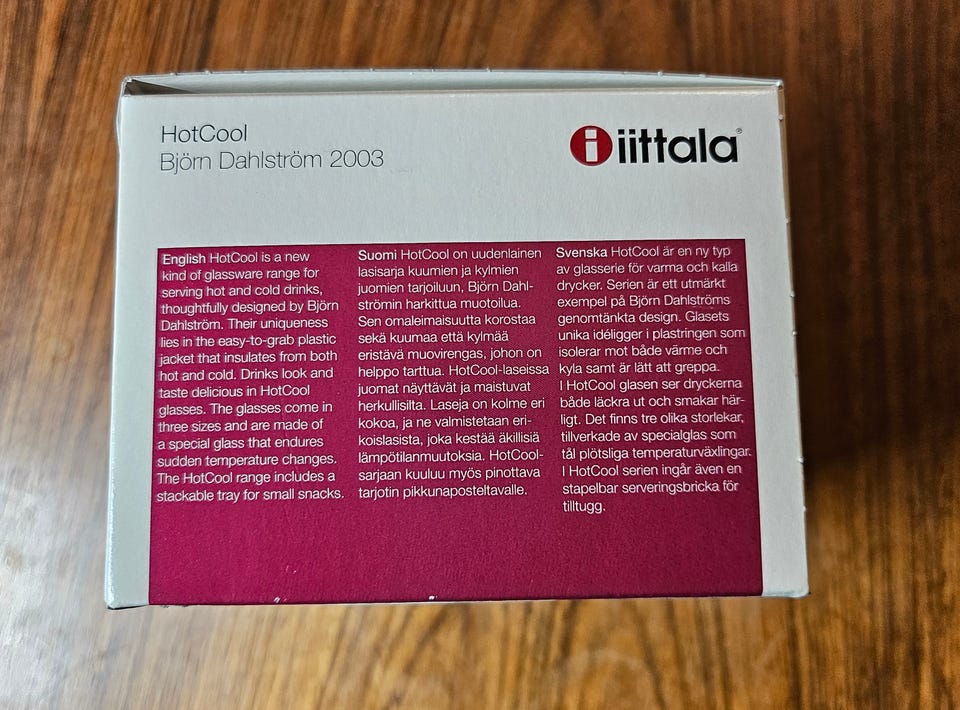 HotCool
Björn Dahlström 2003
iittala®
English HotCool is a new
kind of glassware range for
serving hot and cold drinks,
thoughtfully designed by Björn
Dahlström. Their uniqueness
lies in the easy-to-grab plastic
jacket that insulates from both
hot and cold. Drinks look and
taste delicious in HotCool
glasses. The glasses come in
three sizes and are made of
a special glass that endures
sudden temperature changes.
The HotCool range includes a
stackable tray for small snacks.
Suomi HotCool on uudenlainen
lasisarja kuumien ja kylmien
juomien tarjoiluun, Björn Dahl-
strömin harkittua muotoilua.
Sen omaleimaisuutta korostaa
sekä kuumaa että kylmää
eristävä muovirengas, johon on
helppo tarttua. HotCool-laseissa
juomat näyttävät ja maistuvat
herkullisilta. Laseja on kolme eri
kokoa, ja ne valmistetaan eri-
koislasista, joka kestää äkillisiä
lämpötilanmuutoksia. HotCool-
sarjaan kuuluu myös pinottava
tarjotin pikkunaposteltavalle.
Svenska HotCool är en ny typ
av glasserie för varma och kalla
drycker. Serien är ett utmärkt
exempel på Björn Dahlströms
genomtänkta design. Glasets
unika idéligger i plastringen som
isolerar mot både värme och
kyla samt är lätt att greppa.
I HotCool glasen ser dryckerna
både läckra ut och smakar här-
ligt. Det finns tre olika storlekar,
tillverkade av specialglas som
tål plötsliga temperaturväxlingar.
I HotCool serien ingår även en
stapelbar serveringsbricka för
tilltugg.